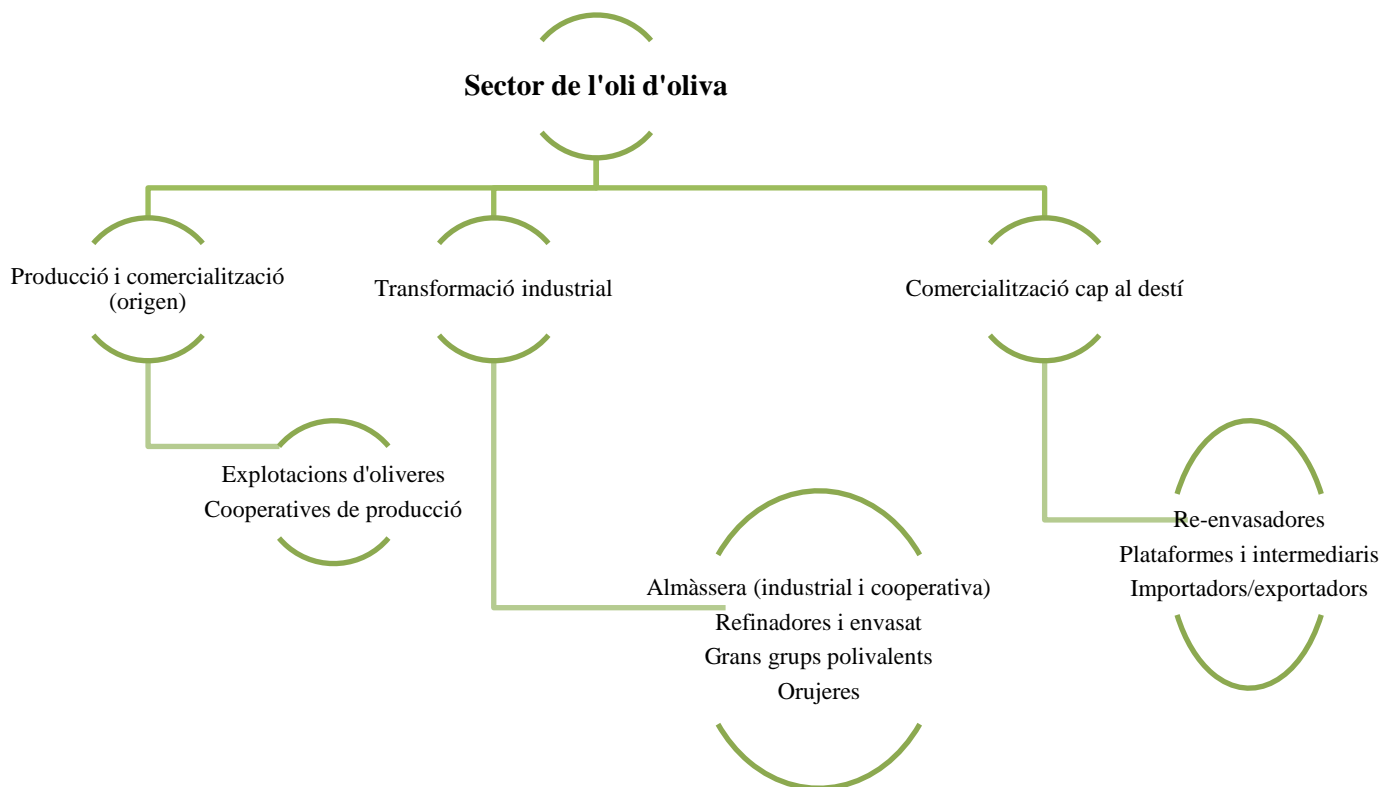 Sector de l'oli d'oliva
Producció i comercialització
(origen)
Transformació industrial
Comercialització cap al destí
Explotacions d'oliveres
Cooperatives de producció
Almàssera (industrial i cooperativa)
Refinadores i envasat
Grans grups polivalents
Orujeres
Re-envasadores
Plataformes i intermediaris
Importadors/exportadors